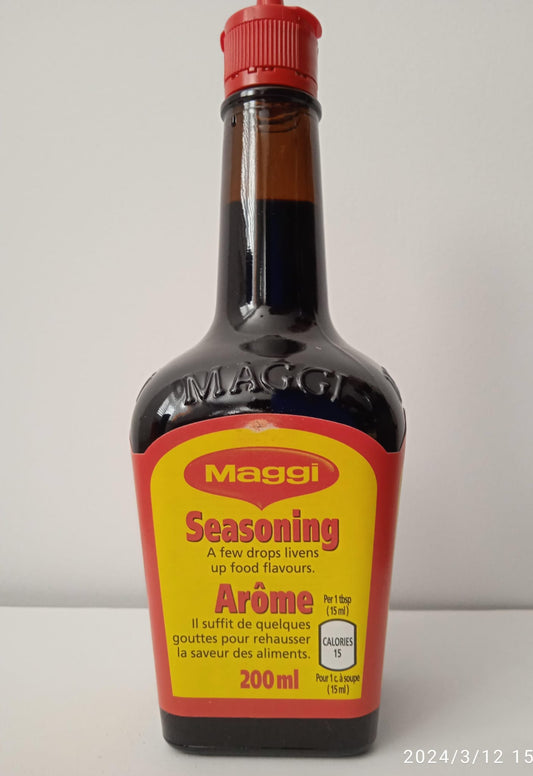 MAGGI
Maggi
Seasoning
A few drops livens
up food flavours.
Arôme
Il suffit de quelques
gouttes pour rehausser
la saveur des aliments.
200 ml
Per 1 tbsp
(15 ml)
CALORIES
15
Pour 1 c. à soupe
(15 ml)
2024/3/12 15